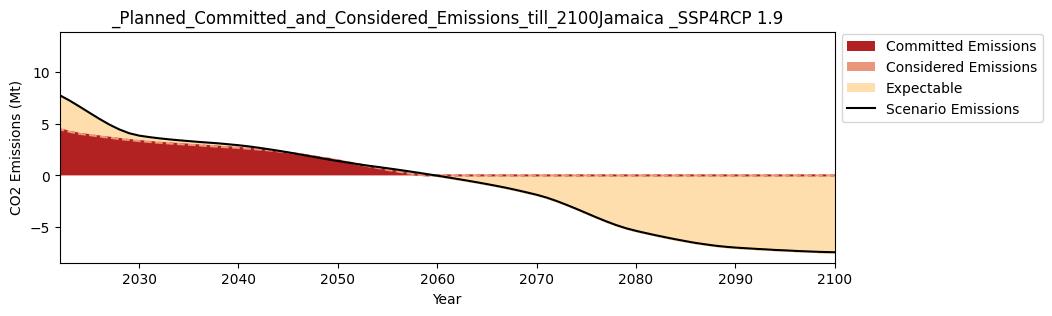 _Planned_Committed_and_Considered_Emissions_till_2100Jamaica _SSP4RCP 1.9
CO2 Emissions (Mt)
10
5
0
−5
2030 2040 2050 2060 2070 2080 2090 2100
Year
Committed Emissions
Considered Emissions
Expectable
Scenario Emissions